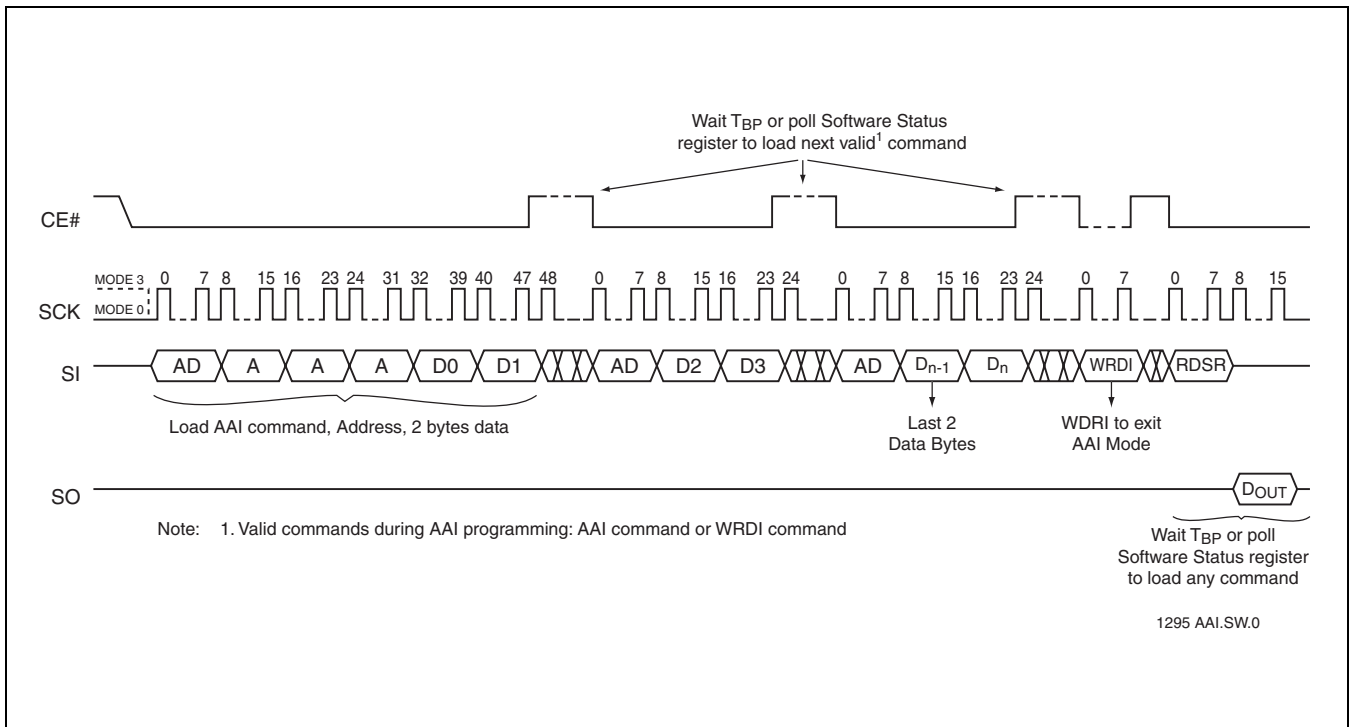 Wait TBP or poll Software Status
register to load next valid1 command
CE#
MODE 3
MODE 0
SCK
0 7 8 15 16 23 24 31 32 39 40 47 48 0 7 8 15 16 23 24 0 7 8 15 16 23 24 0 7 0 7 8 15
SI
AD A A A D0 D1 AD D2 D3 AD Dn-1 Dn WRDI RDSR
Load AAI command, Address, 2 bytes data
Last 2
Data Bytes
WDRI to exit
AAI Mode
SO
DOUT
Note: 1. Valid commands during AAI programming: AAI command or WRDI command
Wait TBP or poll
Software Status register
to load any command
1295 AAI.SW.0